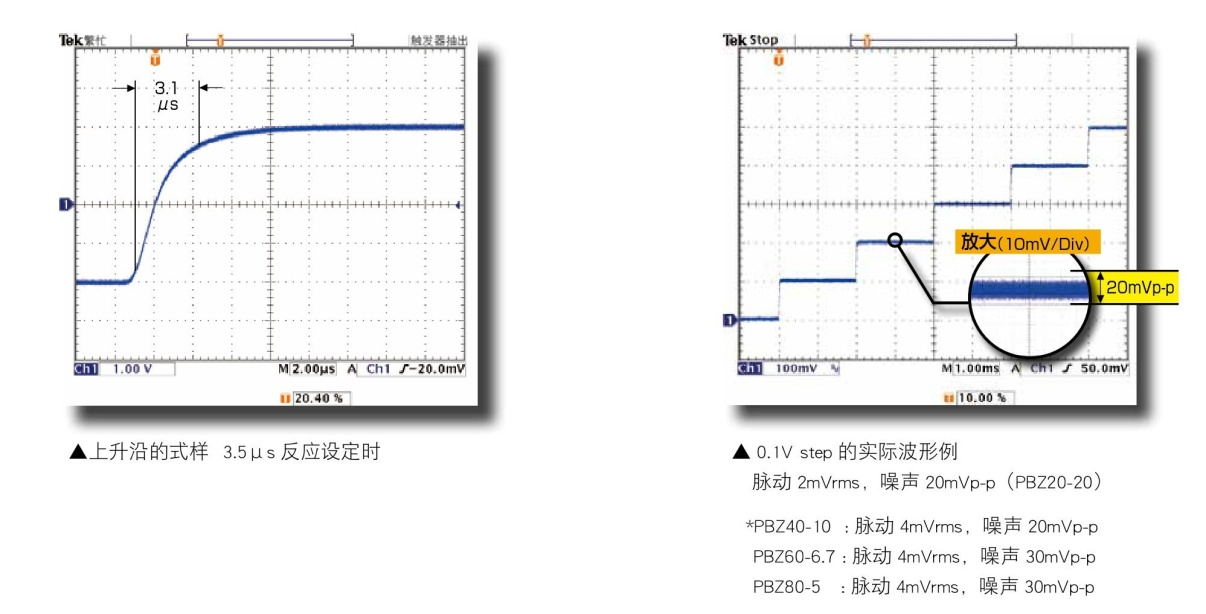 Tek 繁忙
触发器抽出
3.1
μs
1
Ch1 1.00 V
M 2.00μs A Ch1 ƒ-20.0mV
20.40 %
▲上升沿的式样 3.5μs 反应设定时
Tek Stop
放大(10mV/Div)
20mVp-p
1
Ch1 100mV
M 1.00ms A Ch1 ƒ 50.0mV
10.00 %
▲ 0.1V step 的实际波形例
脉动 2mVrms，噪声 20mVp-p（PBZ20-20）
*PBZ40-10 : 脉动 4mVrms，噪声 20mVp-p
PBZ60-6.7 : 脉动 4mVrms，噪声 30mVp-p
PBZ80-5 : 脉动 4mVrms，噪声 30mVp-p